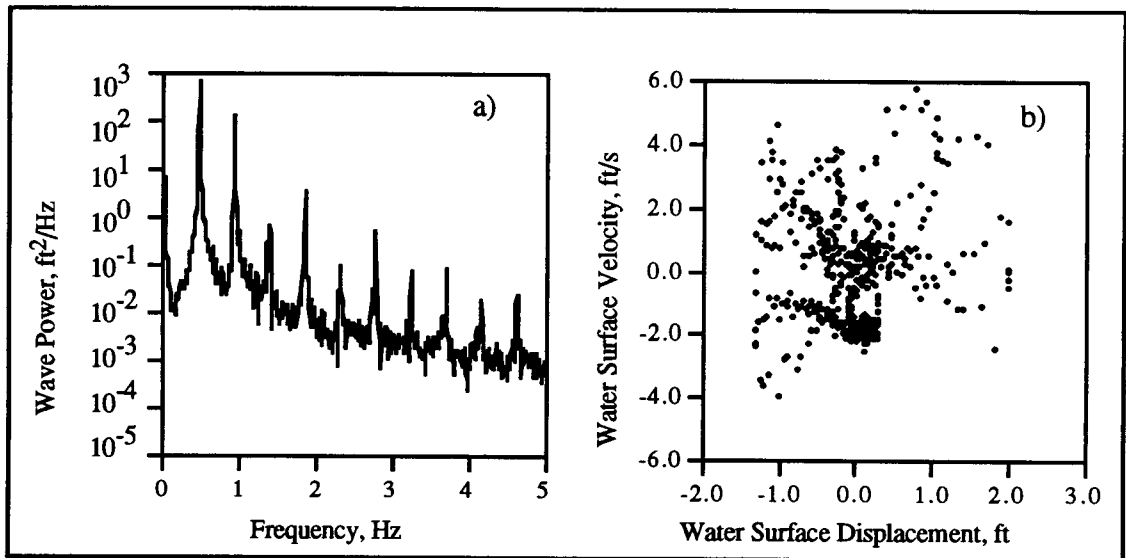 a)
10³
10²
10¹
10⁰
10⁻¹
10⁻²
10⁻³
10⁻⁴
10⁻⁵
Wave Power, ft²/Hz
0 1 2 3 4 5
Frequency, Hz
b)
6.0
4.0
2.0
0.0
-2.0
-4.0
-6.0
Water Surface Velocity, ft/s
-2.0 -1.0 0.0 1.0 2.0 3.0
Water Surface Displacement, ft